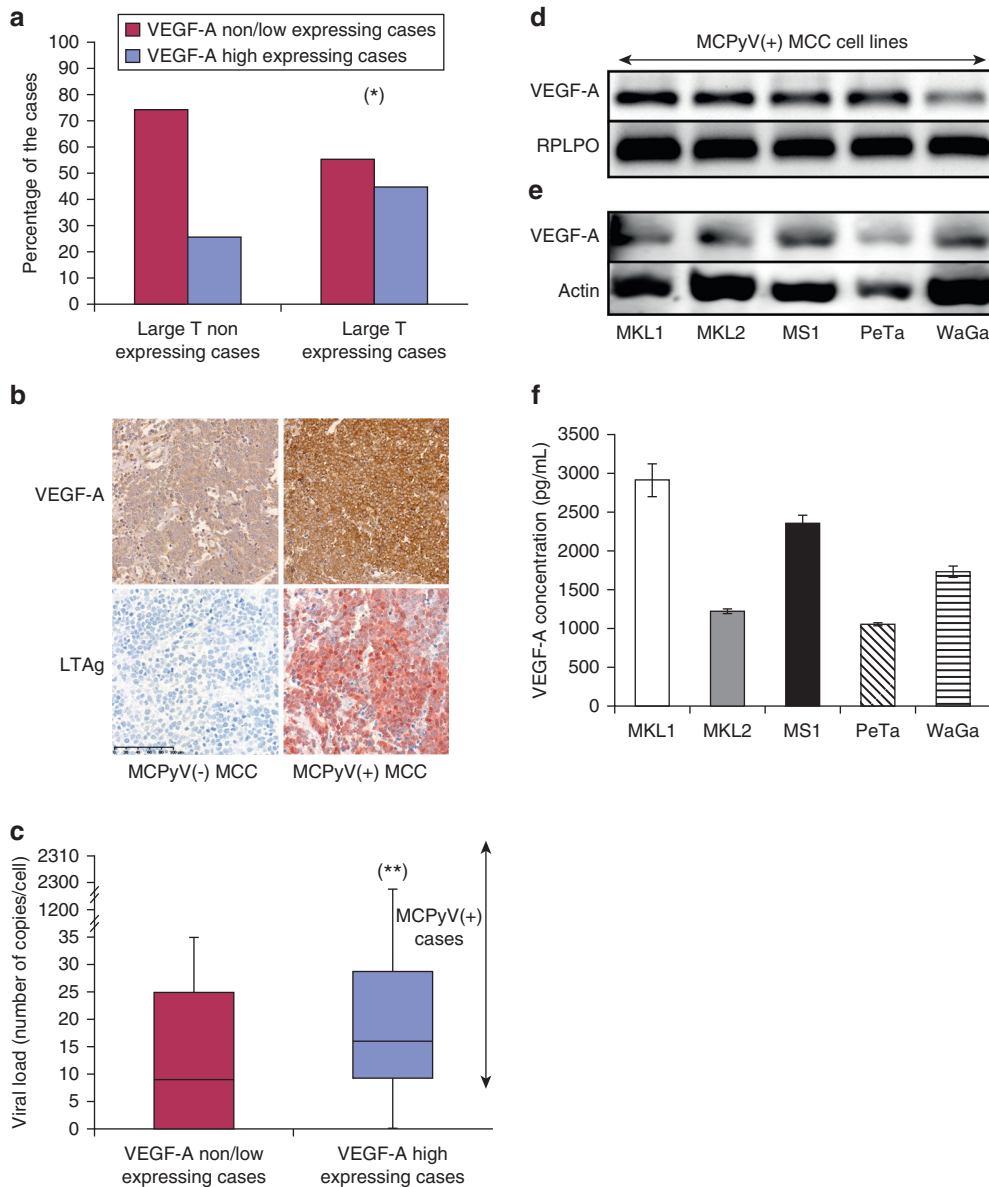 a
VEGF-A non/low expressing cases
VEGF-A high expressing cases
Percentage of the cases
100
90
80
70
60
50
40
30
20
10
0
(*)
Large T non
expressing cases
Large T
expressing cases
b
VEGF-A
LTAg
MCPyV(-) MCC
MCPyV(+) MCC
c
Viral load (number of copies/cell)
2310
2300
1200
35
30
25
20
15
10
5
0
(**)
MCPyV(+)
cases
VEGF-A non/low
expressing cases
VEGF-A high
expressing cases
d
MCPyV(+) MCC cell lines
VEGF-A
RPLPO
e
VEGF-A
Actin
MKL1 MKL2 MS1 PeTa WaGa
f
VEGF-A concentration (pg/mL)
3500
3000
2500
2000
1500
1000
500
0
MKL1 MKL2 MS1 PeTa WaGa